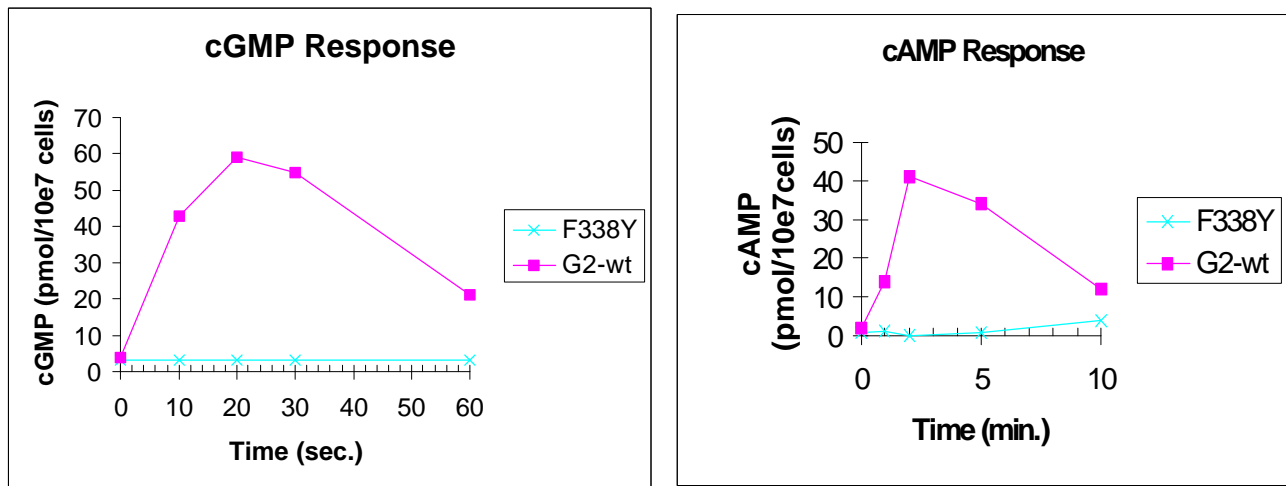 cGMP Response
cGMP (pmol/10e7 cells)
70
60
50
40
30
20
10
0
0 10 20 30 40 50 60
Time (sec.)
F338Y
G2-wt
cAMP Response
cAMP
(pmol/10e7cells)
50
40
30
20
10
0
0 5 10
Time (min.)
F338Y
G2-wt